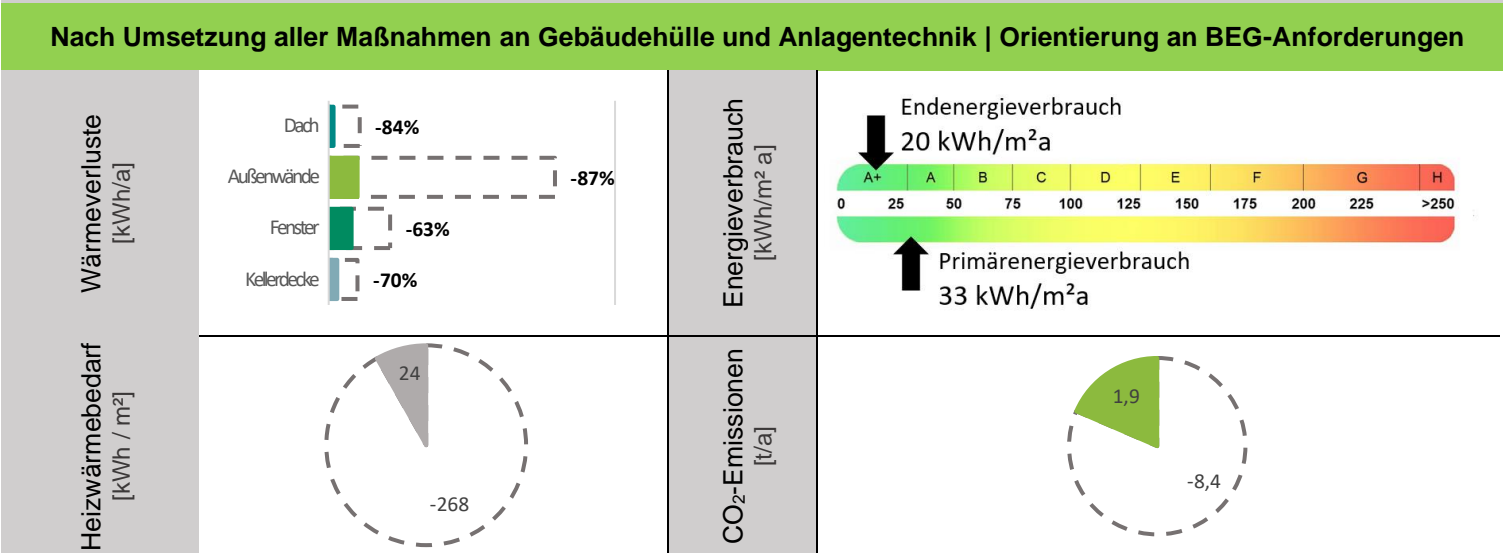 Nach Umsetzung aller Maßnahmen an Gebäudehülle und Anlagentechnik | Orientierung an BEG-Anforderungen
Wärmeverluste
[kWh/a]
Dach
-84%
Außenwände
-87%
Fenster
-63%
Kellerdecke
-70%
Energieverbrauch
[kWh/m² a]
Endenergieverbrauch
20 kWh/m²a
A+ A B C D E F G H
0 25 50 75 100 125 150 175 200 225 >250
Primärenergieverbrauch
33 kWh/m²a
Heizwärmebedarf
[kWh / m²]
24
-268
CO₂-Emissionen
[t/a]
1,9
-8,4